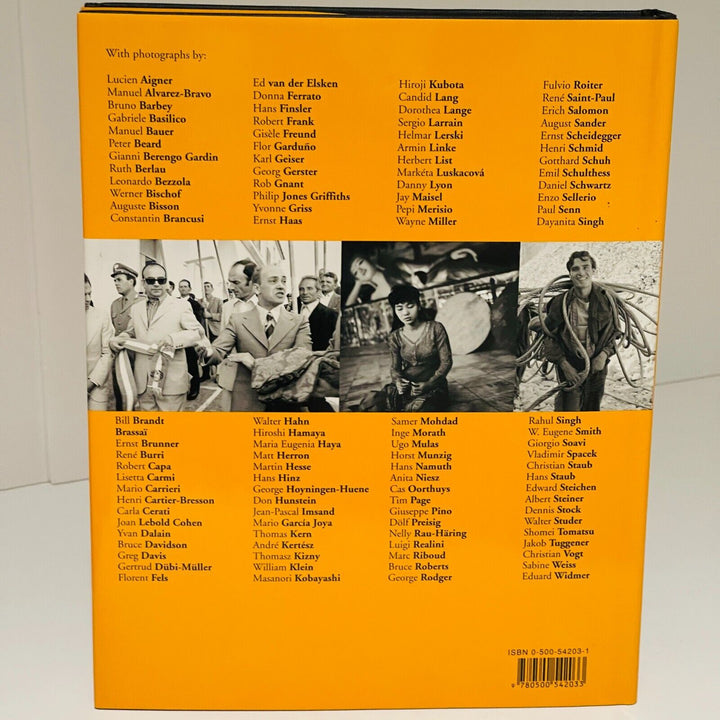 With photographs by:
Lucien Aigner
Manuel Alvarez-Bravo
Bruno Barbey
Gabriele Basilico
Manuel Bauer
Peter Beard
Gianni Berengo Gardin
Ruth Berlau
Leonardo Bezzola
Werner Bischof
Auguste Bisson
Constantin Brancusi
Ed van der Elsken
Donna Ferrato
Hans Finsler
Robert Frank
Gisèle Freund
Flor Garduño
Karl Geiser
Georg Gerster
Rob Gnant
Philip Jones Griffiths
Yvonne Griss
Ernst Haas
Hiroji Kubota
Candid Lang
Dorothea Lange
Sergio Larrain
Helmar Lerski
Armin Linke
Herbert List
Markéta Luskacová
Danny Lyon
Jay Maisel
Pepi Merisio
Wayne Miller
Fulvio Roiter
René Saint-Paul
Erich Salomon
August Sander
Ernst Scheidegger
Henri Schmid
Gotthard Schuh
Emil Schulthess
Daniel Schwartz
Enzo Sellerio
Paul Senn
Dayanita Singh
Bill Brandt
Brassaï
Ernst Brunner
René Burri
Robert Capa
Lisetta Carmi
Mario Carrieri
Henri Cartier-Bresson
Carla Cerati
Joan Lebold Cohen
Yvan Dalain
Bruce Davidson
Greg Davis
Gertrud Dübi-Müller
Florent Fels
Walter Hahn
Hiroshi Hamaya
Maria Eugenia Haya
Matt Herron
Martin Hesse
Hans Hinz
George Hoyningen-Huene
Don Hunstein
Jean-Pascal Imsand
Mario García Joya
Thomas Kern
André Kertész
Thomasz Kizny
William Klein
Masanori Kobayashi
Samer Mohdad
Inge Morath
Ugo Mulas
Horst Munzig
Hans Namuth
Anita Niesz
Cas Oorthuys
Tim Page
Giuseppe Pino
Dölf Preisig
Nelly Rau-Häring
Luigi Realini
Marc Riboud
Bruce Roberts
George Rodger
Rahul Singh
W. Eugene Smith
Giorgio Soavi
Vladimír Spacek
Christian Staub
Hans Staub
Edward Steichen
Albert Steiner
Dennis Stock
Walter Studer
Shomei Tomatsu
Jakob Tuggener
Christian Vogt
Sabine Weiss
Eduard Widmer
ISBN 0-500-54203-1
9 780500 542033